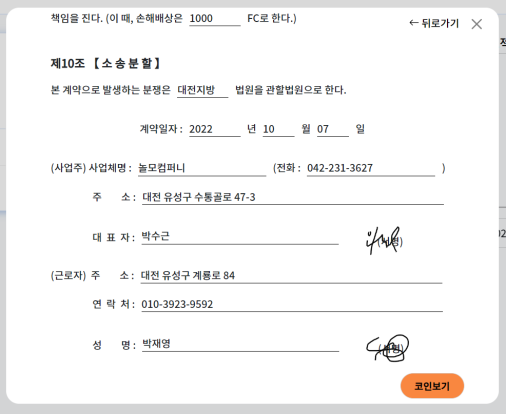 책임을 진다. (이 때, 손해배상은 1000 FC로 한다.)
← 뒤로가기 ×
제10조 【 소 송 분 할 】
본 계약으로 발생하는 분쟁은 대전지방 법원을 관할법원으로 한다.
계약일자 : 2022 년 10 월 07 일
(사업주) 사업체명 : 놀모컴퍼니 (전화 : 042-231-3627 )
주 소 : 대전 유성구 수통골로 47-3
대 표 자 : 박수근 (서명)
(근로자) 주 소 : 대전 유성구 계룡로 84
연 락 처 : 010-3923-9592
성 명 : 박재영 (서명)
코인보기